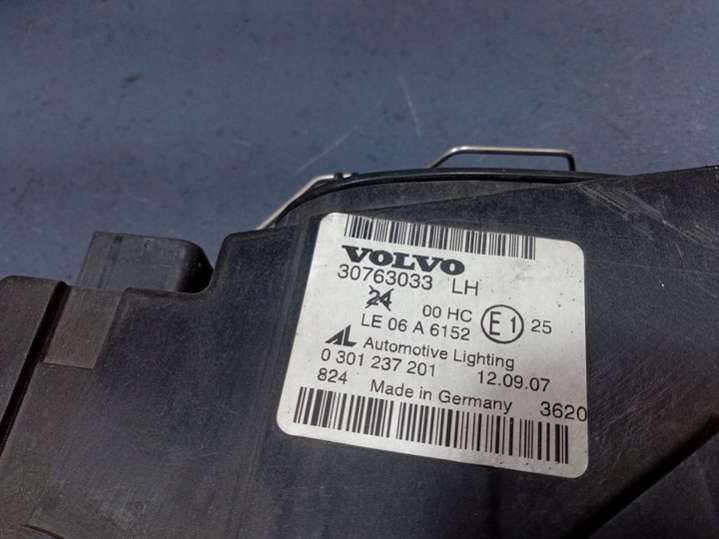 VOLVO
30763033 LH
24 00 HC E1 25
LE 06 A 6152
AL Automotive Lighting
0 301 237 201 12.09.07
824 Made in Germany 3620